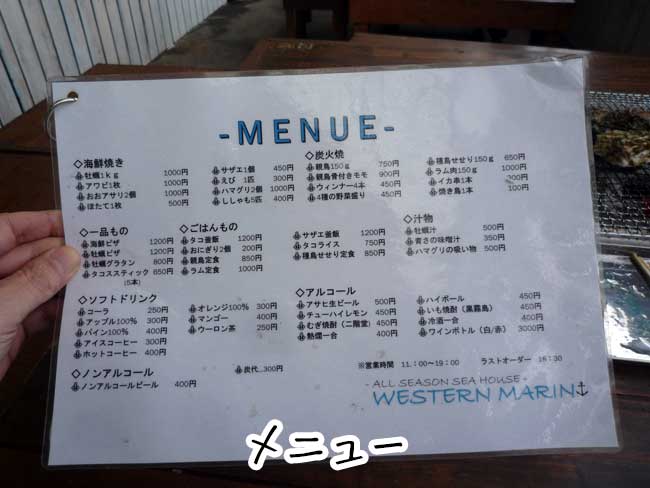 -MENUE-
◇海鮮焼き
牡蠣1kg 1000円
アワビ1枚 1000円
おおアサリ2個 1000円
ほたて1枚 500円
サザエ1個 450円
えび 1匹 300円
ハマグリ2個 1000円
ししゃも5匹 400円
◇炭火焼
親鳥150g 750円
親鳥骨付きモモ 900円
ウィンナー4本 450円
4種の野菜盛り 450円
種鳥せせり150g 650円
ラム肉150g 1100円
イカ串1本 300円
焼き鳥1本 100円
◇一品もの
海鮮ピザ 1200円
牡蠣ピザ 1200円
牡蠣グラタン 800円
タコススティック 650円
(5本)
◇ごはんもの
タコ釜飯 1200円
おにぎり2個 200円
親鳥定食 850円
ラム定食 1000円
サザエ釜飯 1200円
タコライス 750円
種鳥せせり定食 850円
◇汁物
牡蠣汁 500円
青さの味噌汁 350円
ハマグリの吸い物 500円
◇ソフトドリンク
コーラ 250円
アップル100% 300円
パイン100% 400円
アイスコーヒー 300円
ホットコーヒー 400円
オレンジ100% 300円
マンゴー 400円
ウーロン茶 250円
◇アルコール
アサヒ生ビール 500円
チューハイレモン 400円
むぎ焼酎(二階堂) 400円
熱燗一合 400円
ハイボール 450円
いも焼酎(黒霧島) 400円
冷酒一合 400円
ワインボトル(白/赤) 3000円
◇ノンアルコール
ノンアルコールビール 400円
炭代…300円
※営業時間 11:00~19:00 ラストオーダー 18:30
- ALL SEASON SEA HOUSE -
WESTERN MARIN
メニュー